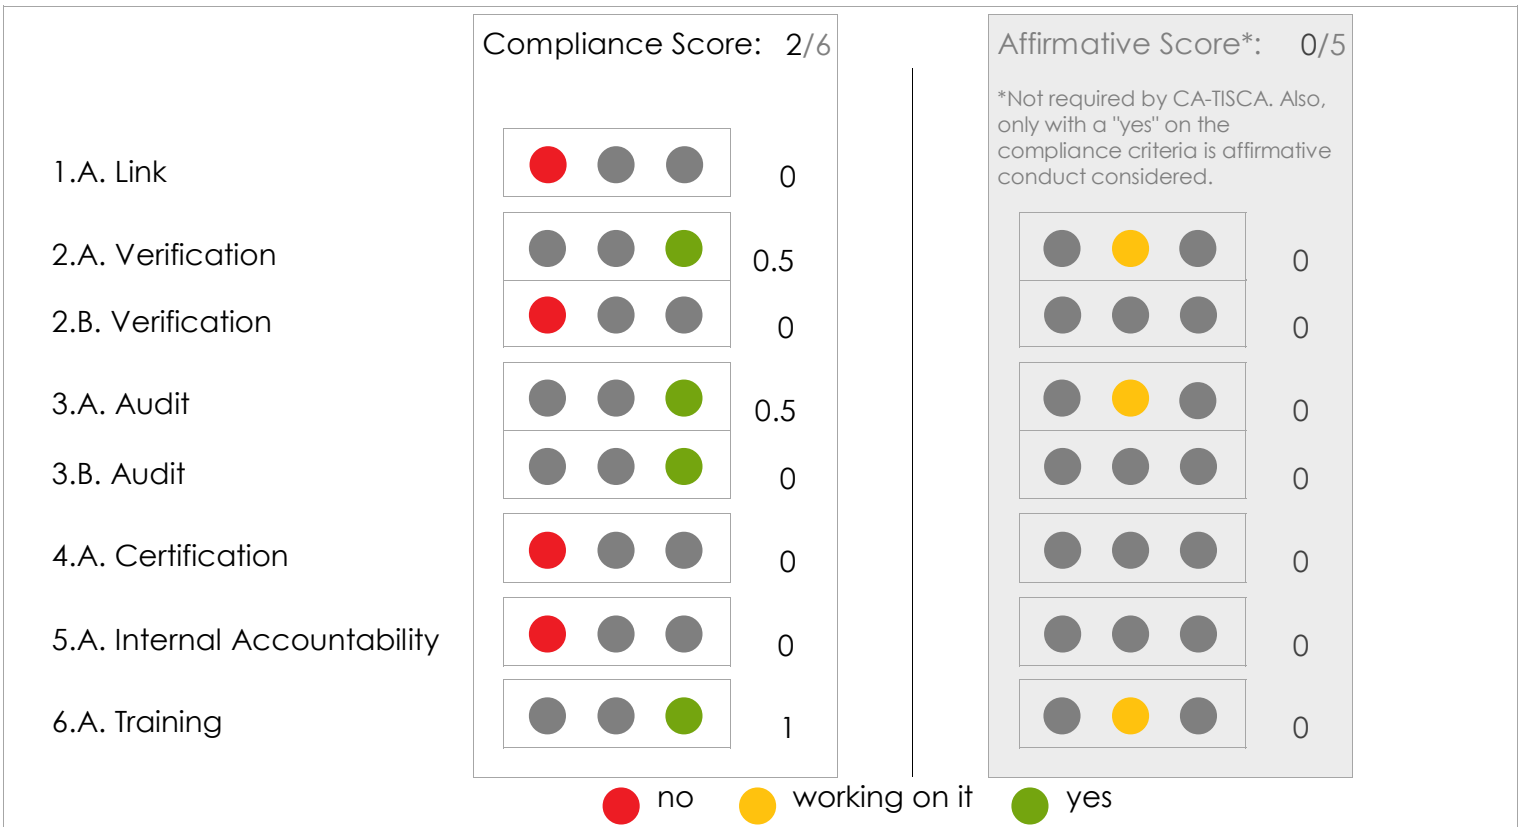 Compliance Score: 2/6
Affirmative Score*: 0/5
*Not required by CA-TISCA. Also,
only with a "yes" on the
compliance criteria is affirmative
conduct considered.
1.A. Link 0
2.A. Verification 0.5 0
2.B. Verification 0 0
3.A. Audit 0.5 0
3.B. Audit 0 0
4.A. Certification 0 0
5.A. Internal Accountability 0 0
6.A. Training 1 0
no working on it yes